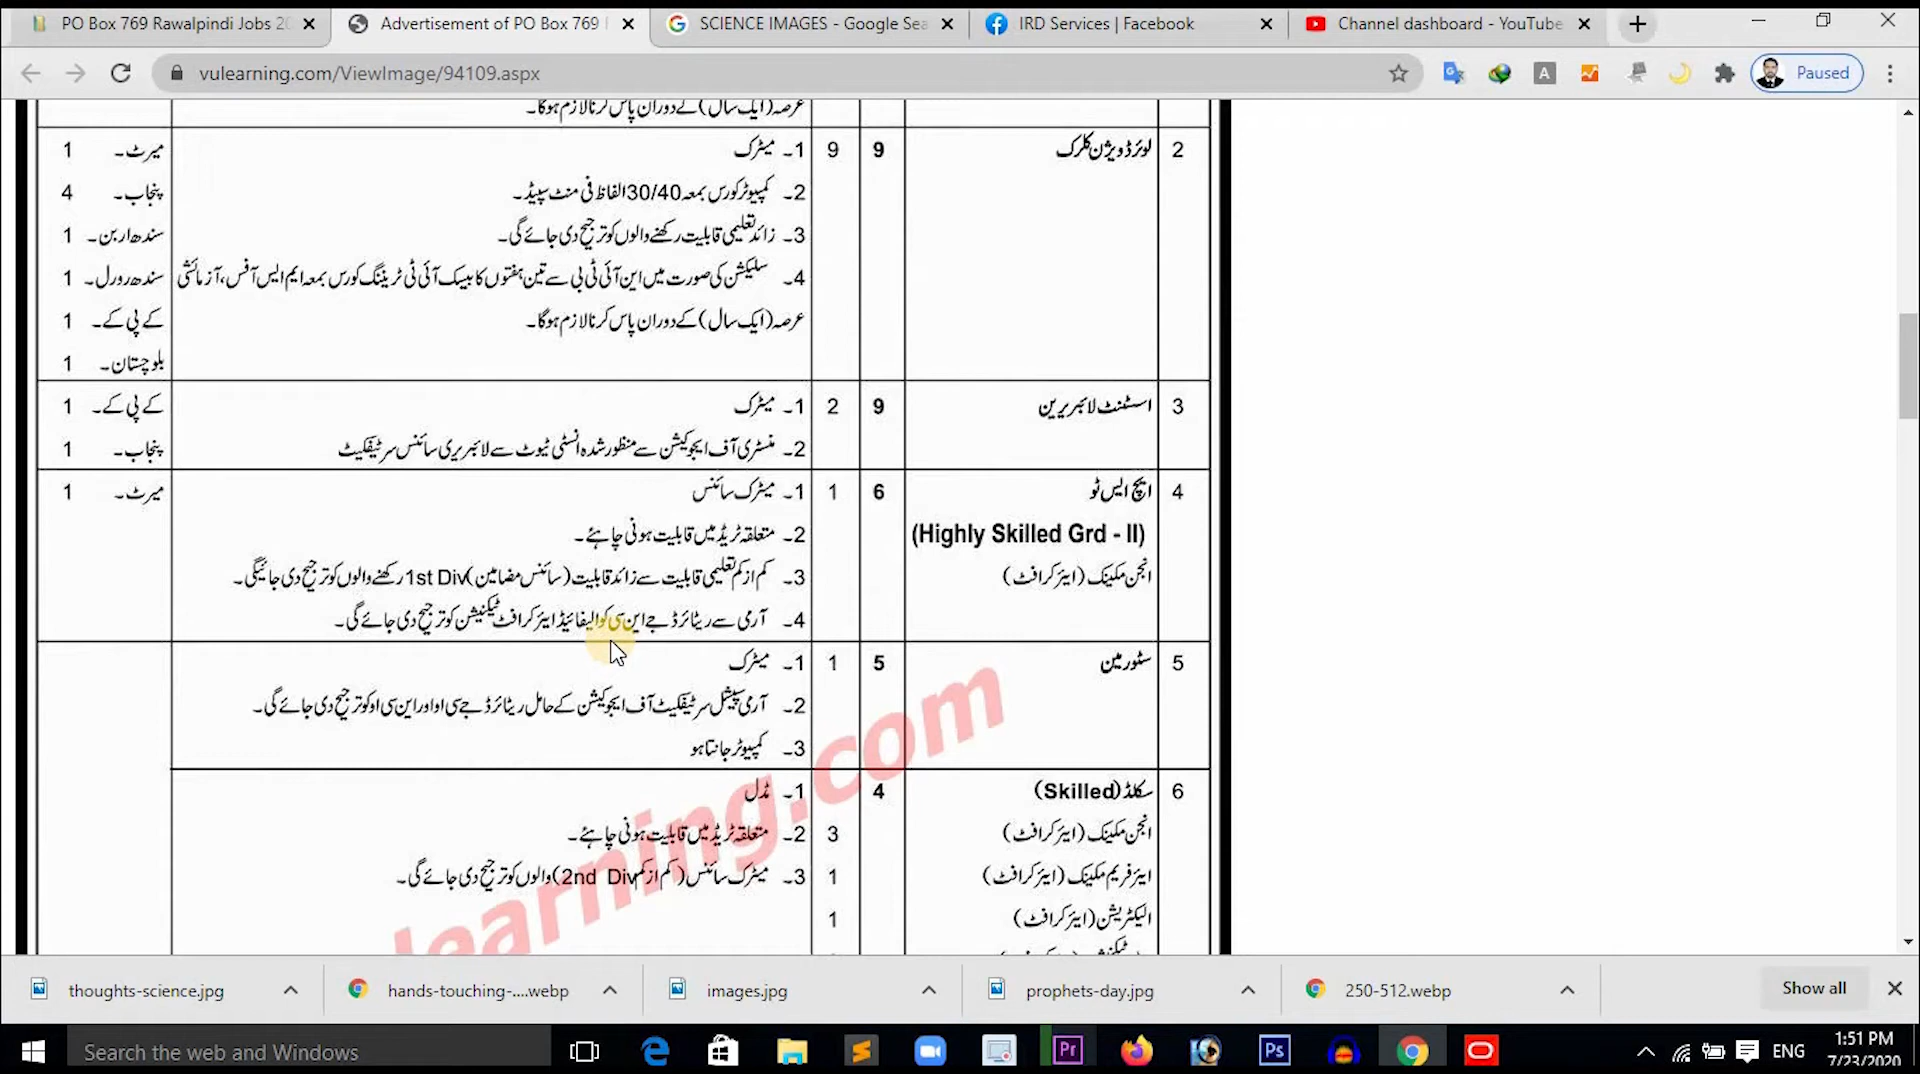 PO Box 769 Rawalpindi Jobs 20
Advertisement of PO Box 769
SCIENCE IMAGES - Google Sea
IRD Services | Facebook
Channel dashboard - YouTube
vulearning.com/ViewImage/94109.aspx
Paused
عرصہ (ایک سال) کے دوران پاس کرنا لازم ہوگا۔
2 لوئر ڈویژن کلرک 9 9 1۔ میٹرک میرٹ۔ 1
2۔ کمپیوٹر کورس بمعہ 30/40 الفاظ فی منٹ سپیڈ۔ پنجاب۔ 4
3۔ زائد تعلیمی قابلیت رکھنے والوں کو ترجیح دی جائے گی۔ سندھ اربن۔ 1
4۔ سلیکشن کی صورت میں این آئی ٹی بی سے تین ہفتوں کا بیسک آئی ٹی ٹریننگ کورس بمعہ ایم ایس آفس، آزمائشی سندھ رورل۔ 1
عرصہ (ایک سال) کے دوران پاس کرنا لازم ہوگا۔ کے پی کے۔ 1
بلوچستان۔ 1
3 اسسٹنٹ لائبریرین 9 2 1۔ میٹرک کے پی کے۔ 1
2۔ منسٹری آف ایجوکیشن سے منظور شدہ انسٹی ٹیوٹ سے لائبریری سائنس سرٹیفکیٹ پنجاب۔ 1
4 ایچ ایس ٹو 6 1 1۔ میٹرک سائنس میرٹ۔ 1
(Highly Skilled Grd - II) 2۔ متعلقہ ٹریڈ میں قابلیت ہونی چاہئے۔
انجن مکینک (ایئر کرافٹ) 3۔ کم از کم تعلیمی قابلیت سے زائد قابلیت (سائنس مضامین) 1st Div رکھنے والوں کو ترجیح دی جائیگی۔
4۔ آرمی سے ریٹائرڈ جے این سی کوالیفائیڈ ایئر کرافٹ ٹیکنیشن کو ترجیح دی جائے گی۔
5 سٹور مین 5 1 1۔ میٹرک
2۔ آرمی سپیشل سرٹیفکیٹ آف ایجوکیشن کے حامل ریٹائرڈ جے سی او اور این سی او کو ترجیح دی جائے گی۔
3۔ کمپیوٹر جانتا ہو
6 سکلڈ (Skilled) 4 1۔ مڈل
انجن مکینک (ایئر کرافٹ) 3 2۔ متعلقہ ٹریڈ میں قابلیت ہونی چاہئے۔
ایئر فریم مکینک (ایئر کرافٹ) 1 3۔ میٹرک سائنس (کم از کم 2nd Div) والوں کو ترجیح دی جائے گی۔
الیکٹریشن (ایئر کرافٹ) 1
learning.com
thoughts-science.jpg
hands-touching-....webp
images.jpg
prophets-day.jpg
250-512.webp
Show all
Search the web and Windows
ENG
1:51 PM
7/23/2020